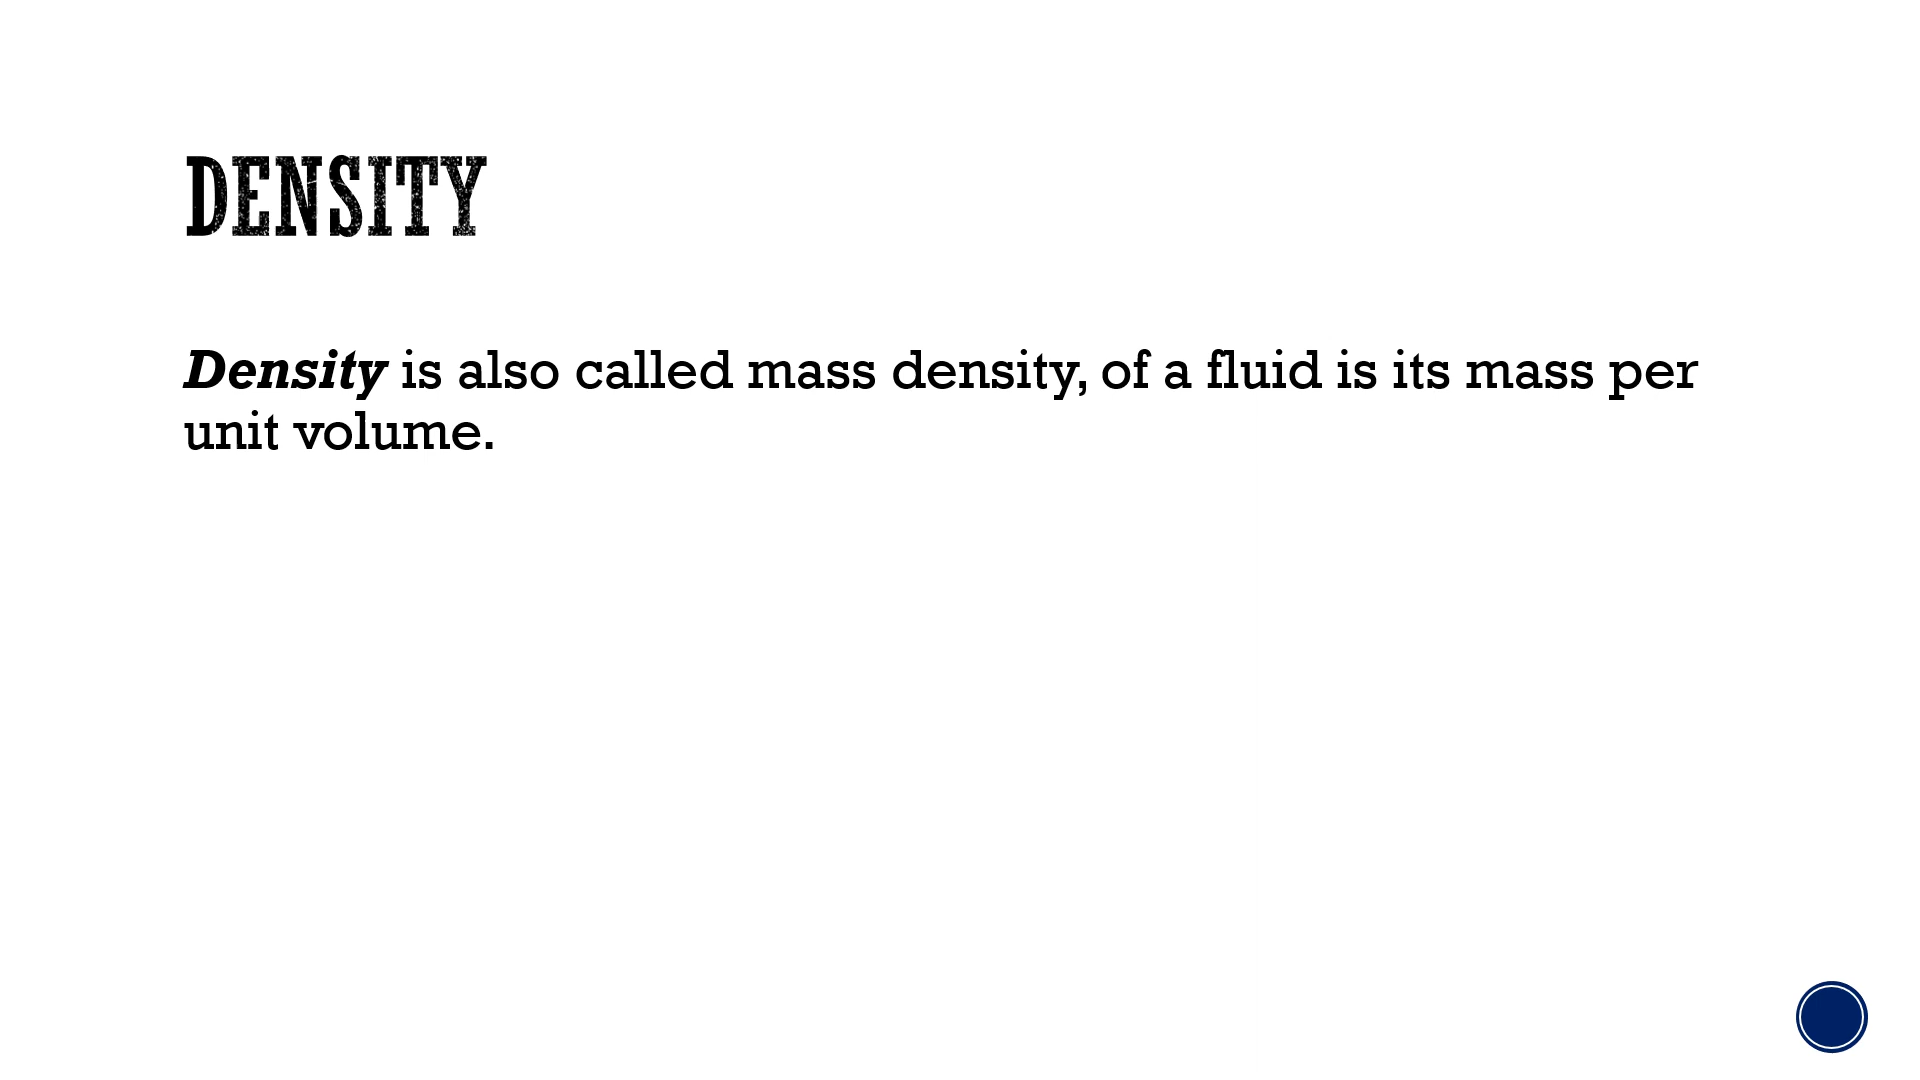 DENSITY
Density is also called mass density, of a fluid is its mass per
unit volume.